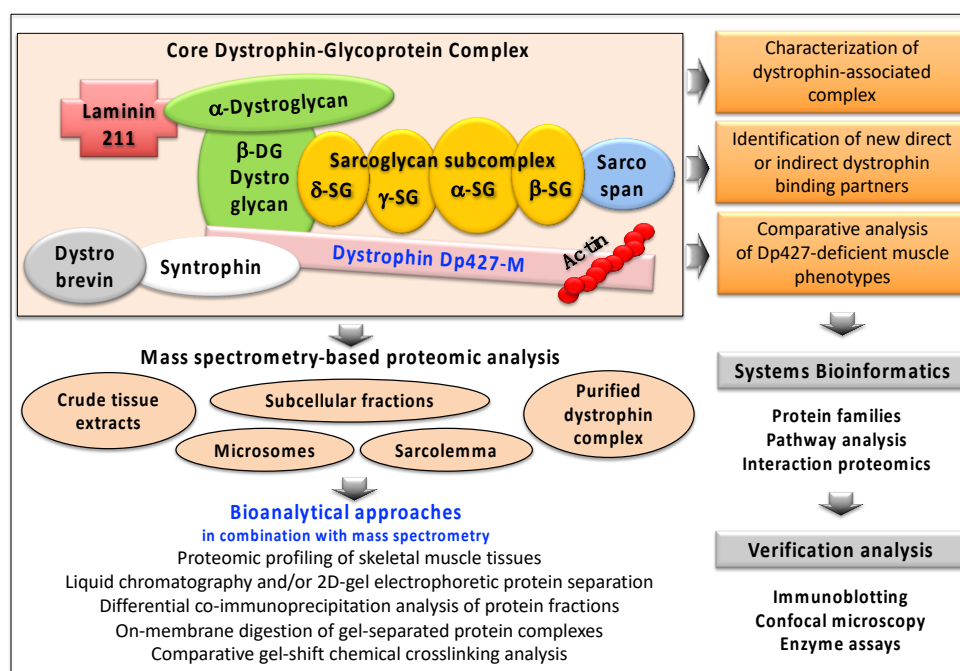 Core Dystrophin-Glycoprotein Complex
Laminin
211
α-Dystroglycan
β-DG
Dystro
glycan
Sarcoglycan subcomplex
δ-SG
γ-SG
α-SG
β-SG
Sarco
span
Dystro
brevin
Syntrophin
Dystrophin Dp427-M
Actin
Characterization of
dystrophin-associated
complex
Identification of new direct
or indirect dystrophin
binding partners
Comparative analysis
of Dp427-deficient muscle
phenotypes
Mass spectrometry-based proteomic analysis
Crude tissue
extracts
Subcellular fractions
Purified
dystrophin
complex
Microsomes
Sarcolemma
Bioanalytical approaches
in combination with mass spectrometry
Proteomic profiling of skeletal muscle tissues
Liquid chromatography and/or 2D-gel electrophoretic protein separation
Differential co-immunoprecipitation analysis of protein fractions
On-membrane digestion of gel-separated protein complexes
Comparative gel-shift chemical crosslinking analysis
Systems Bioinformatics
Protein families
Pathway analysis
Interaction proteomics
Verification analysis
Immunoblotting
Confocal microscopy
Enzyme assays